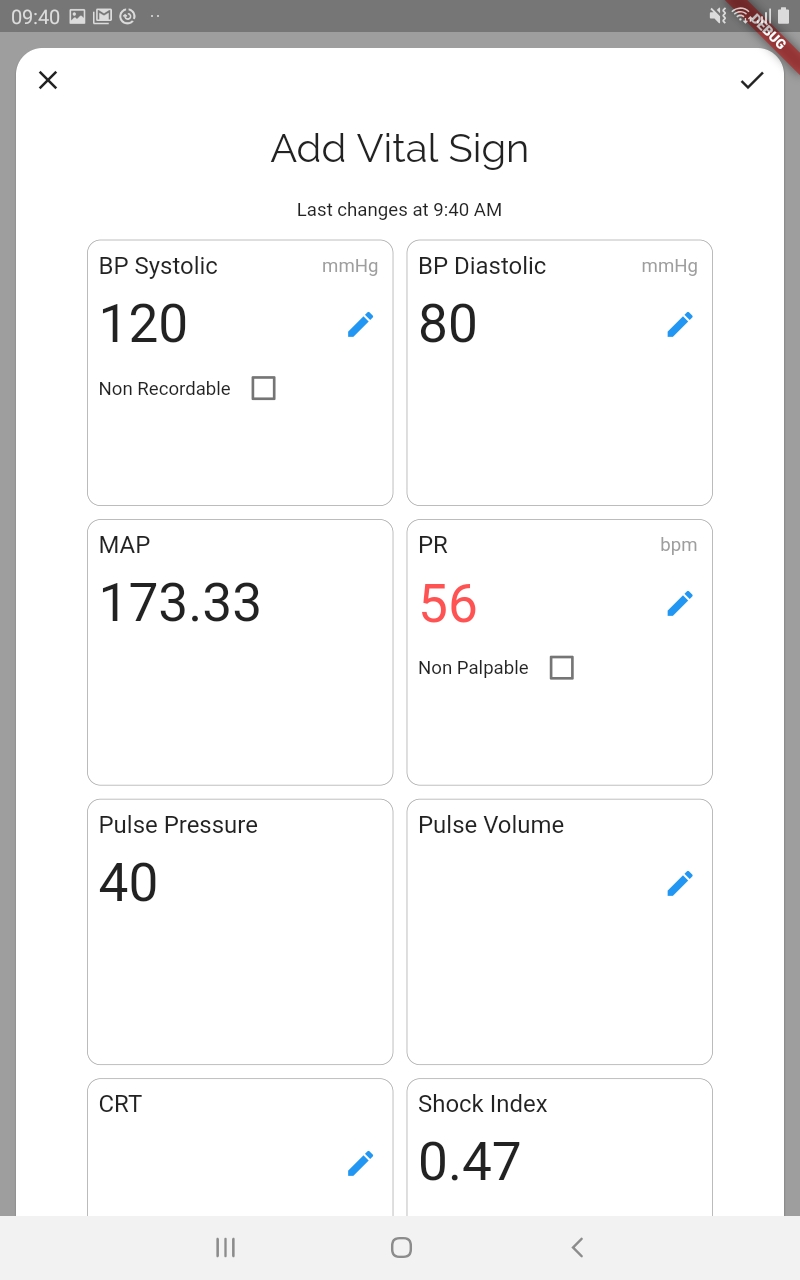 09:40
DEBUG
Add Vital Sign
Last changes at 9:40 AM
BP Systolic mmHg
120
Non Recordable
BP Diastolic mmHg
80
MAP
173.33
PR bpm
56
Non Palpable
Pulse Pressure
40
Pulse Volume
CRT
Shock Index
0.47